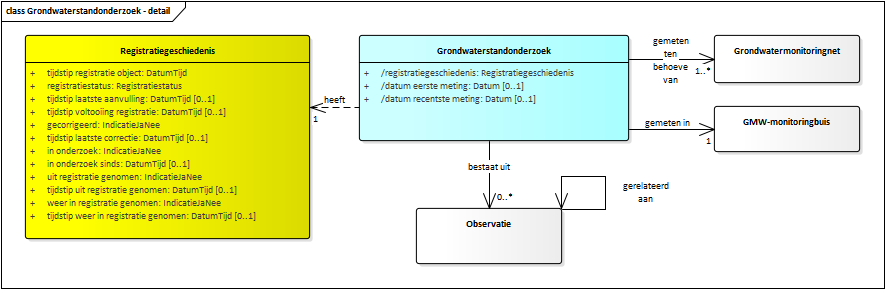 class Grondwaterstandonderzoek - detail
Registratiegeschiedenis
+ tijdstip registratie object: DatumTijd
+ registratiestatus: Registratiestatus
+ tijdstip laatste aanvulling: DatumTijd [0..1]
+ tijdstip voltooiing registratie: DatumTijd [0..1]
+ gecorrigeerd: IndicatieJaNee
+ tijdstip laatste correctie: DatumTijd [0..1]
+ in onderzoek: IndicatieJaNee
+ in onderzoek sinds: DatumTijd [0..1]
+ uit registratie genomen: IndicatieJaNee
+ tijdstip uit registratie genomen: DatumTijd [0..1]
+ weer in registratie genomen: IndicatieJaNee
+ tijdstip weer in registratie genomen: DatumTijd [0..1]
heeft
1
Grondwaterstandonderzoek
+ /registratiegeschiedenis: Registratiegeschiedenis
+ /datum eerste meting: Datum [0..1]
+ /datum recentste meting: Datum [0..1]
gemeten
ten
behoeve
van
1..*
Grondwatermonitoringnet
gemeten in
1
GMW-monitoringbuis
bestaat uit
0..*
Observatie
gerelateerd
aan